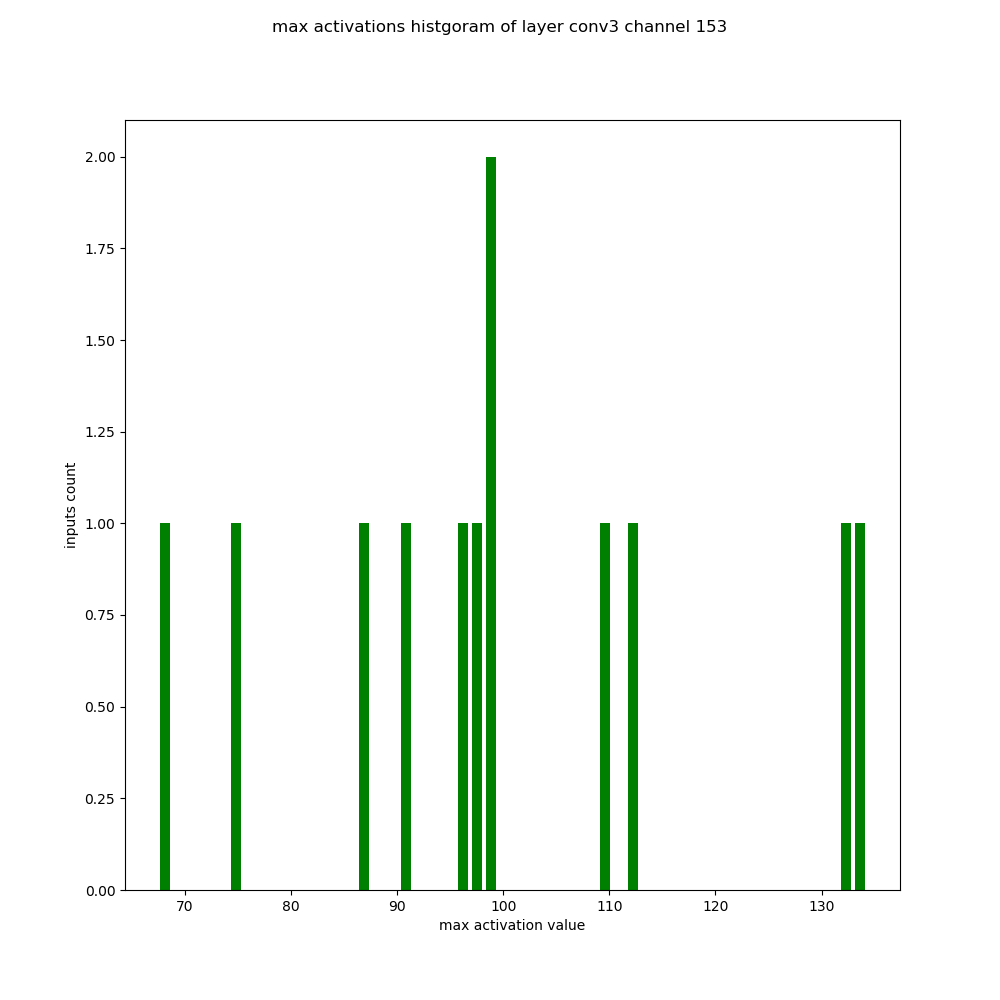 max activations histgoram of layer conv3 channel 153
2.00
1.75
1.50
1.25
1.00
0.75
0.50
0.25
0.00
inputs count
70 80 90 100 110 120 130
max activation value